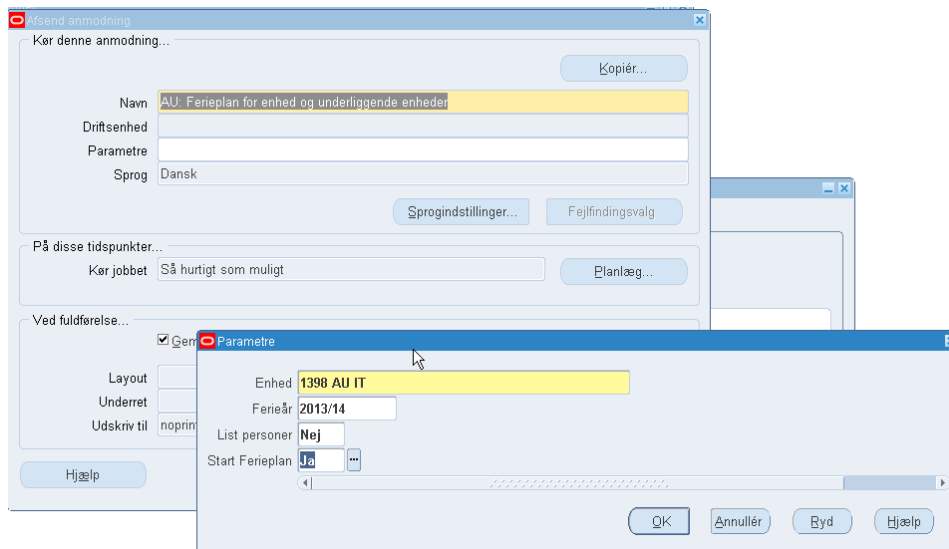 Afsend anmodning
Kør denne anmodning...
Kopiér...
Navn AU: Ferieplan for enhed og underliggende enheder
Driftsenhed
Parametre
Sprog Dansk
Sprogindstillinger... Fejlfindingsvalg
På disse tidspunkter...
Kør jobbet Så hurtigt som muligt Planlæg...
Ved fuldførelse...
Layout
Underret
Udskriv til
Hjælp
Parametre
Enhed 1398 AU IT
Ferieår 2013/14
List personer Nej
Start Ferieplan Ja ...
OK Annullér Ryd Hjælp